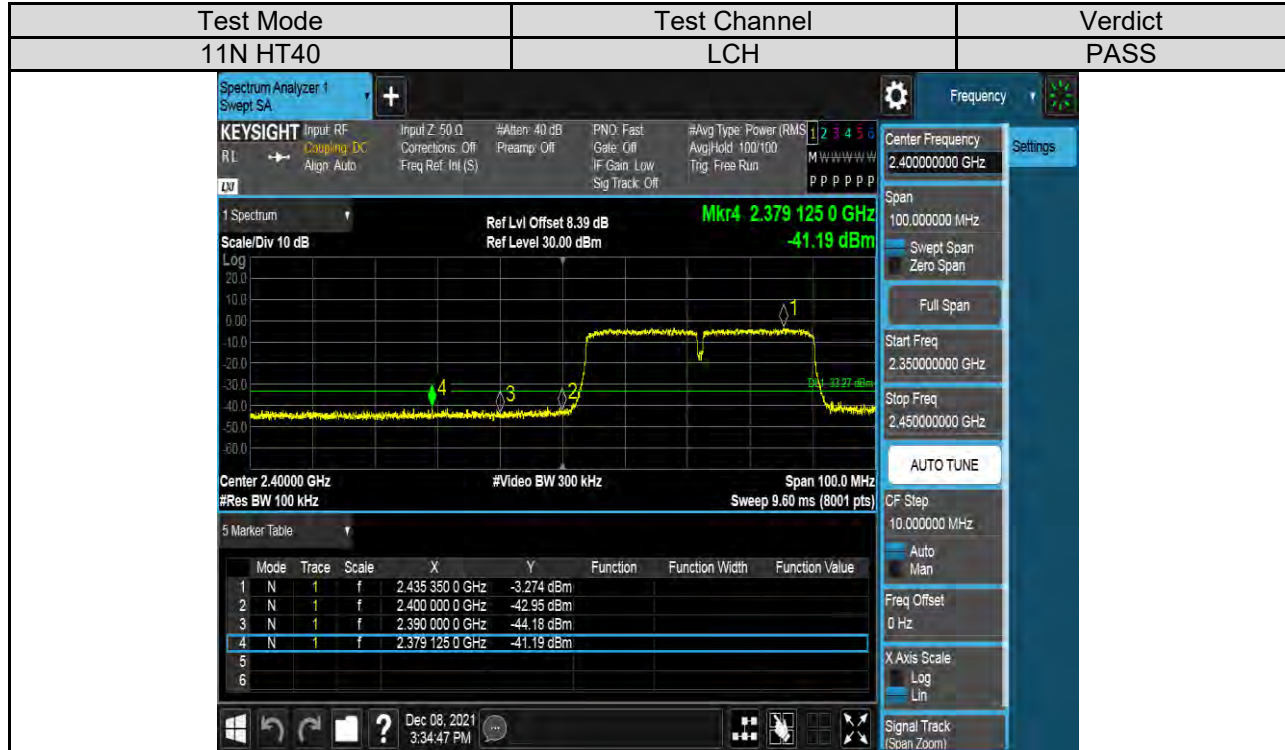 Test Mode Test Channel Verdict
11N HT40 LCH PASS
Spectrum Analyzer 1
Swept SA
+
Frequency
KEYSIGHT Input: RF Input Z: 50 Ω #Atten: 40 dB PNO: Fast #Avg Type: Power (RMS 1 2 3 4 5 6
RL Coupling: DC Corrections: Off Preamp: Off Gate: Off Avg|Hold: 100/100 M W W W W W
Align: Auto Freq Ref: Int (S) IF Gain: Low Trig: Free Run
LXI Sig Track: Off P P P P P P
1 Spectrum Ref Lvl Offset 8.39 dB Mkr4 2.379 125 0 GHz
Scale/Div 10 dB Ref Level 30.00 dBm -41.19 dBm
Log
20.0
10.0
0.00
-10.0
-20.0
-30.0
-40.0
-50.0
-60.0
1
4 3 2
DL1 -33.27 dBm
Center 2.40000 GHz #Video BW 300 kHz Span 100.0 MHz
#Res BW 100 kHz Sweep 9.60 ms (8001 pts)
5 Marker Table
Mode Trace Scale X Y Function Function Width Function Value
1 N 1 f 2.435 350 0 GHz -3.274 dBm
2 N 1 f 2.400 000 0 GHz -42.95 dBm
3 N 1 f 2.390 000 0 GHz -44.18 dBm
4 N 1 f 2.379 125 0 GHz -41.19 dBm
5
6
?
Dec 08, 2021
3:34:47 PM
Center Frequency
2.400000000 GHz
Settings
Span
100.000000 MHz
Swept Span
Zero Span
Full Span
Start Freq
2.350000000 GHz
Stop Freq
2.450000000 GHz
AUTO TUNE
CF Step
10.000000 MHz
Auto
Man
Freq Offset
0 Hz
X Axis Scale
Log
Lin
Signal Track
(Span Zoom)